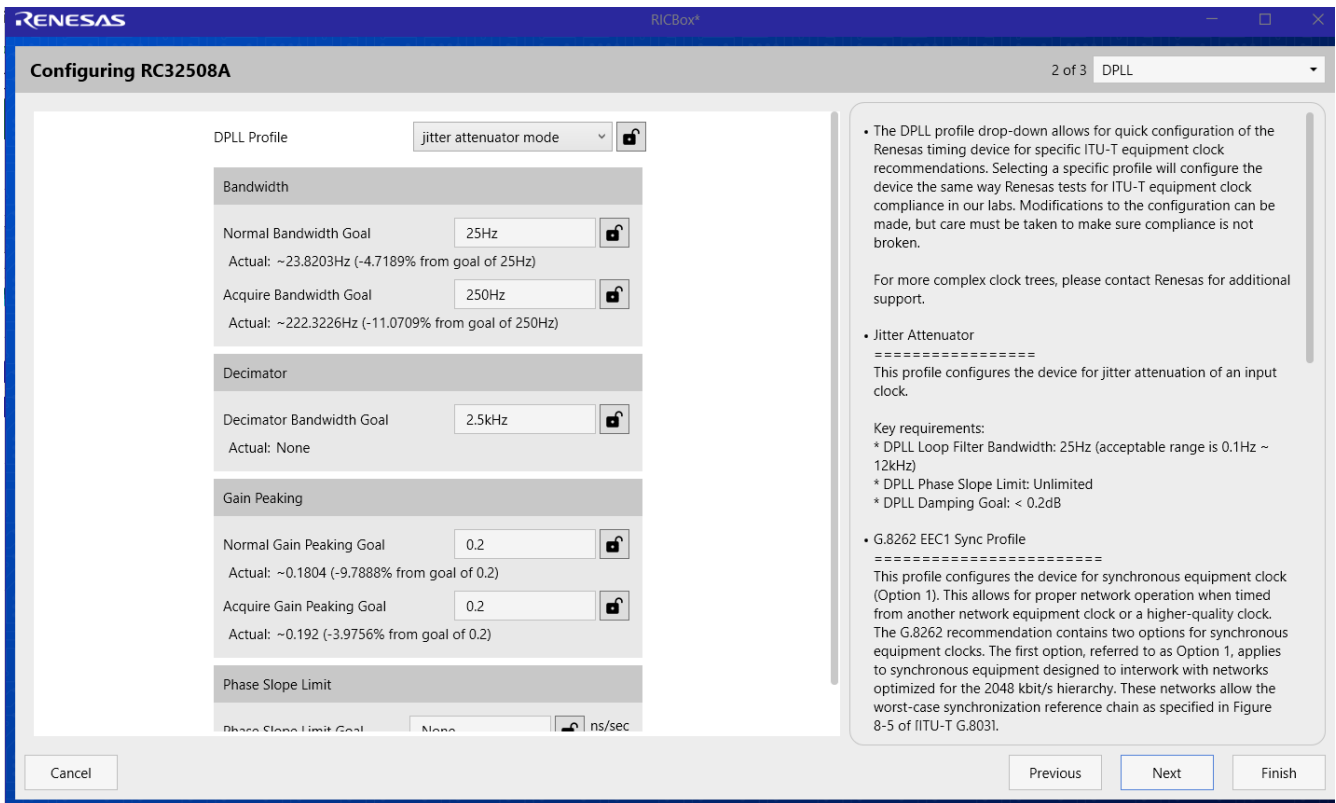 RENESAS
RICBox*
Configuring RC32508A
2 of 3
DPLL
DPLL Profile
jitter attenuator mode
Bandwidth
Normal Bandwidth Goal
25Hz
Actual: ~23.8203Hz (-4.7189% from goal of 25Hz)
Acquire Bandwidth Goal
250Hz
Actual: ~222.3226Hz (-11.0709% from goal of 250Hz)
Decimator
Decimator Bandwidth Goal
2.5kHz
Actual: None
Gain Peaking
Normal Gain Peaking Goal
0.2
Actual: ~0.1804 (-9.7888% from goal of 0.2)
Acquire Gain Peaking Goal
0.2
Actual: ~0.192 (-3.9756% from goal of 0.2)
Phase Slope Limit
Phase Slope Limit Goal
None
ns/sec
• The DPLL profile drop-down allows for quick configuration of the
Renesas timing device for specific ITU-T equipment clock
recommendations. Selecting a specific profile will configure the
device the same way Renesas tests for ITU-T equipment clock
compliance in our labs. Modifications to the configuration can be
made, but care must be taken to make sure compliance is not
broken.
For more complex clock trees, please contact Renesas for additional
support.
• Jitter Attenuator
=================
This profile configures the device for jitter attenuation of an input
clock.
Key requirements:
* DPLL Loop Filter Bandwidth: 25Hz (acceptable range is 0.1Hz ~
12kHz)
* DPLL Phase Slope Limit: Unlimited
* DPLL Damping Goal: < 0.2dB
• G.8262 EEC1 Sync Profile
========================
This profile configures the device for synchronous equipment clock
(Option 1). This allows for proper network operation when timed
from another network equipment clock or a higher-quality clock.
The G.8262 recommendation contains two options for synchronous
equipment clocks. The first option, referred to as Option 1, applies
to synchronous equipment designed to interwork with networks
optimized for the 2048 kbit/s hierarchy. These networks allow the
worst-case synchronization reference chain as specified in Figure
8-5 of [ITU-T G.803].
Cancel
Previous
Next
Finish